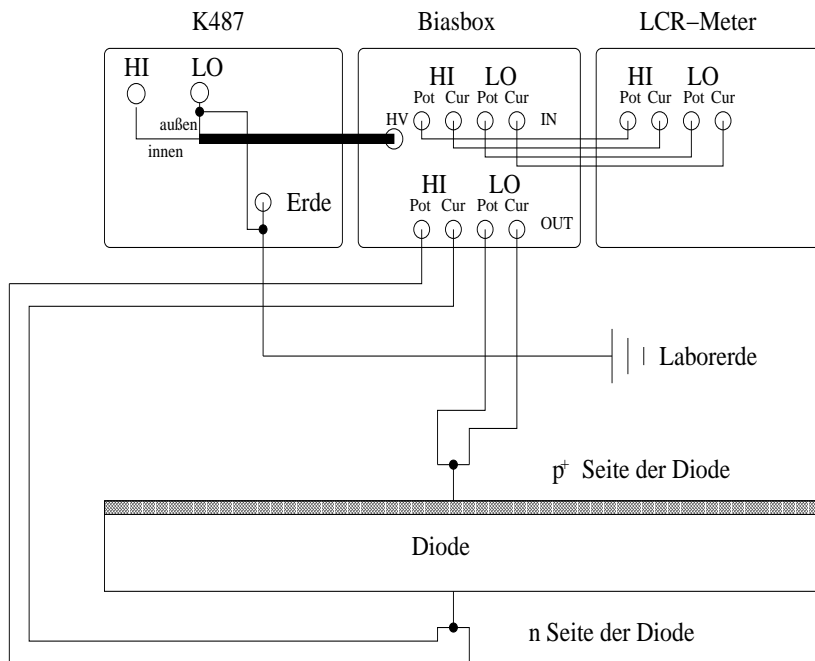 K487 Biasbox LCR–Meter
HI LO
HI LO
HI LO
Pot Cur Pot Cur
Pot Cur Pot Cur
außen
innen
HV
IN
HI LO
Pot Cur Pot Cur
Erde
OUT
Laborerde
p+ Seite der Diode
Diode
n Seite der Diode